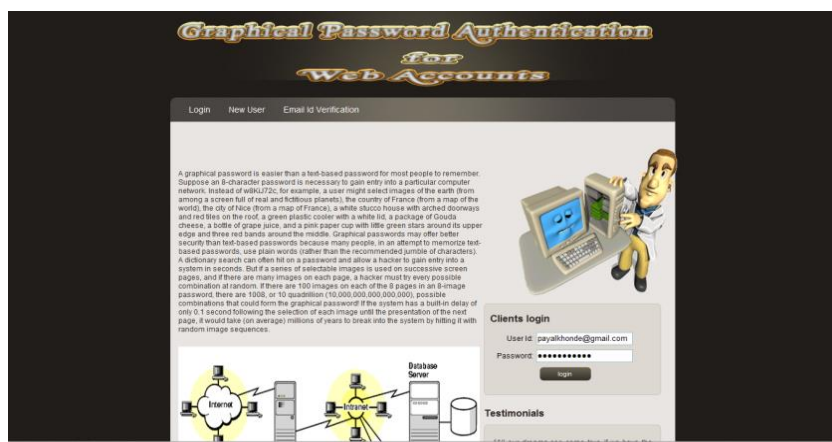 Graphical Password Authentication
for
Web Accounts
Login New User Email Id Verification
A graphical password is easier than a text-based password for most people to remember.
Suppose an 8-character password is necessary to gain entry into a particular computer
network. Instead of w8KiJ72c, for example, a user might select images of the earth (from
among a screen full of real and fictitious planets), the country of France (from a map of the
world), the city of Nice (from a map of France), a white stucco house with arched doorways
and red tiles on the roof, a green plastic cooler with a white lid, a package of Gouda
cheese, a bottle of grape juice, and a pink paper cup with little green stars around its upper
edge and three red bands around the middle. Graphical passwords may offer better
security than text-based passwords because many people, in an attempt to memorize text-
based passwords, use plain words (rather than the recommended jumble of characters).
A dictionary search can often hit on a password and allow a hacker to gain entry into a
system in seconds. But if a series of selectable images is used on successive screen
pages, and if there are many images on each page, a hacker must try every possible
combination at random. If there are 100 images on each of the 8 pages in an 8-image
password, there are 1008, or 10 quadrillion (10,000,000,000,000,000), possible
combinations that could form the graphical password! If the system has a built-in delay of
only 0.1 second following the selection of each image until the presentation of the next
page, it would take (on average) millions of years to break into the system by hitting it with
random image sequences.
Clients login
User Id: payalkhonde@gmail.com
Password:
login
Testimonials
Internet
Intranet
Database
Server